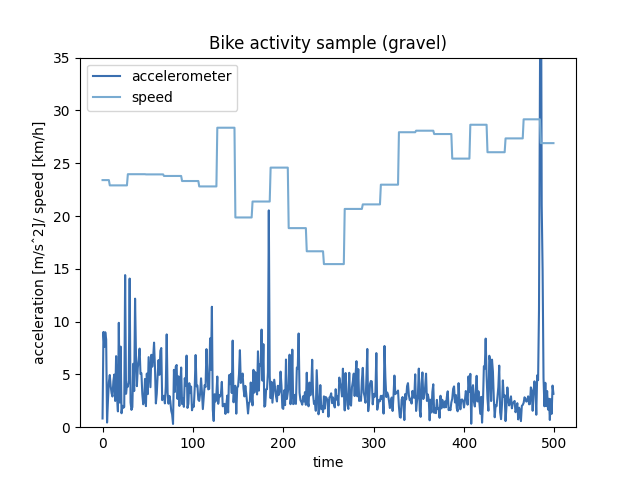 Bike activity sample (gravel)
accelerometer
speed
35
30
25
20
15
10
5
0
acceleration [m/s^2]/ speed [km/h]
0 100 200 300 400 500
time